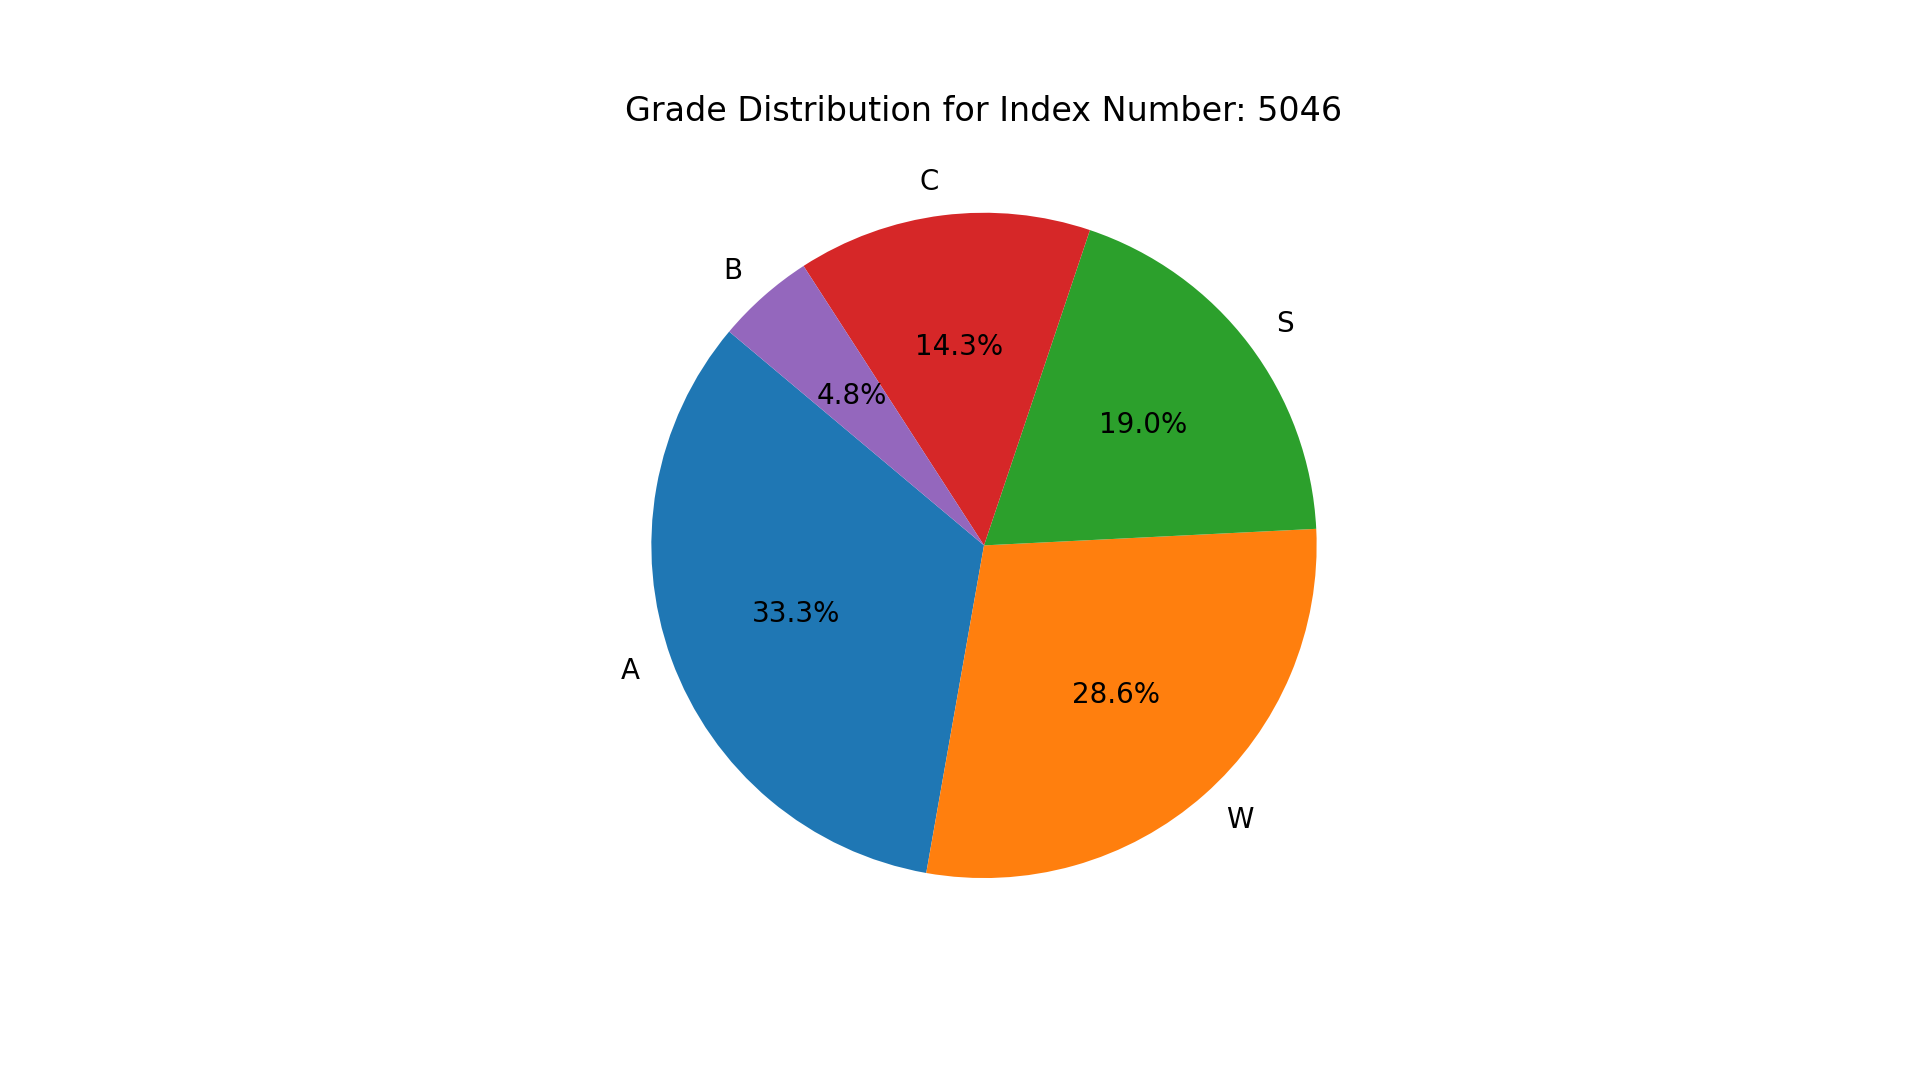 Grade Distribution for Index Number: 5046
C
B
S
14.3%
4.8%
19.0%
33.3%
A
28.6%
W